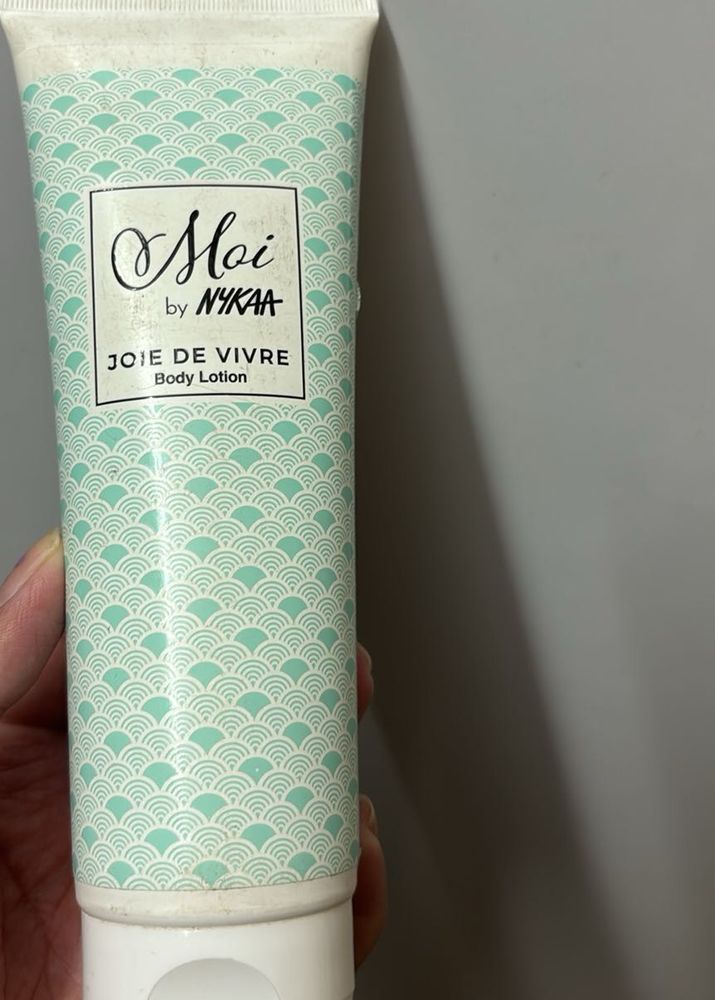 Moi
by NYKAA
JOIE DE VIVRE
Body Lotion